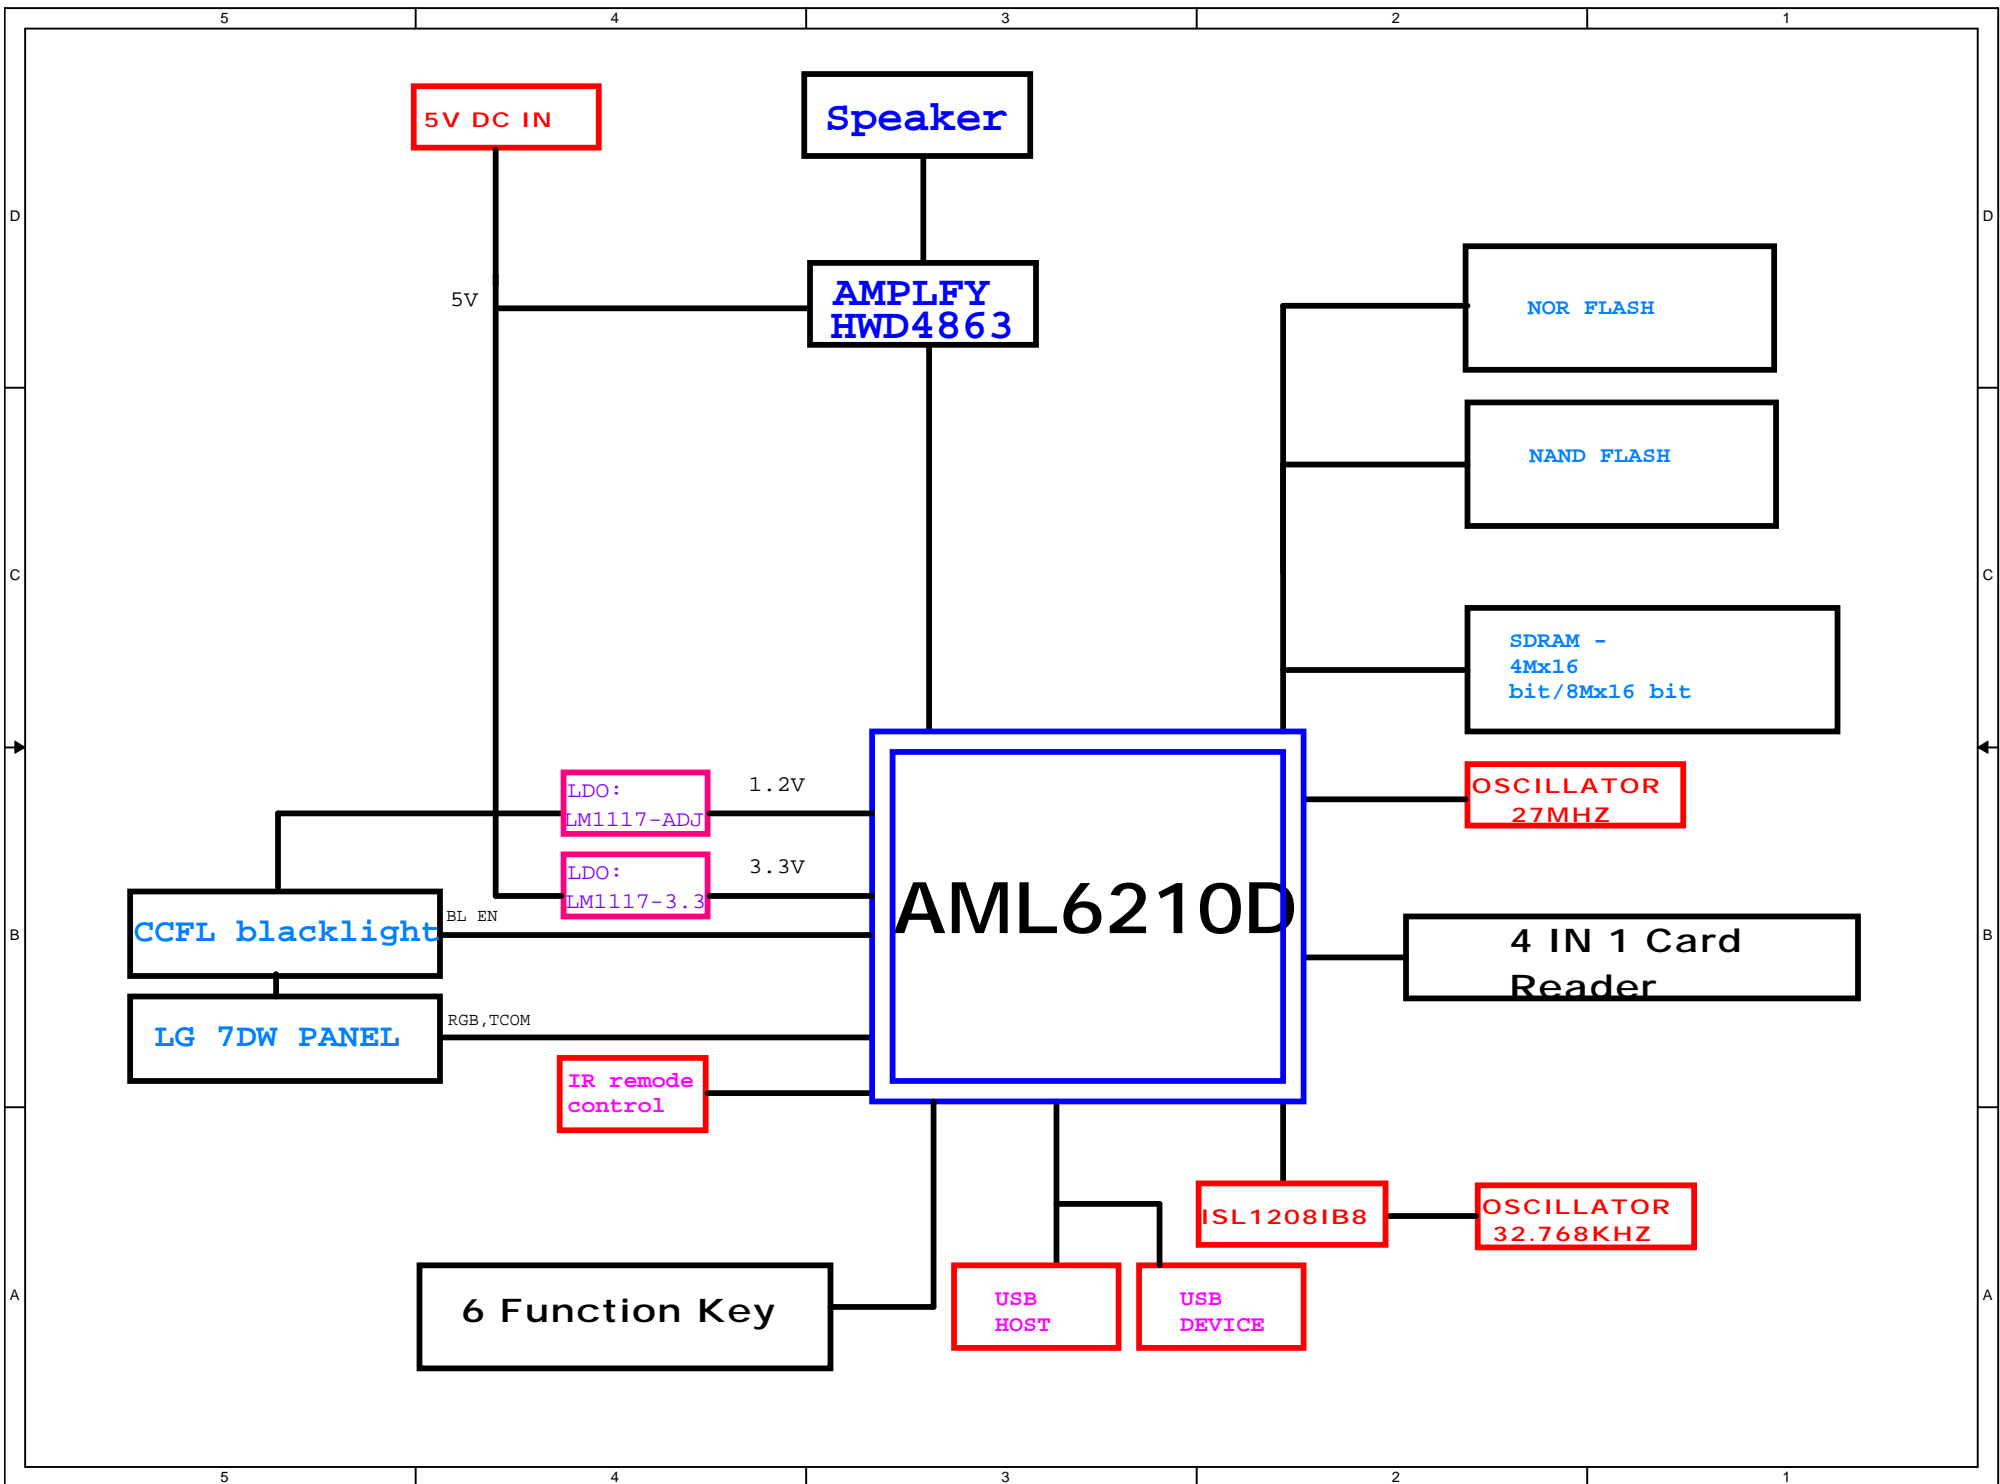 5 4 3 2 1
5V DC IN
Speaker
D D
AMPLFY
HWD4863
5V
NOR FLASH
NAND FLASH
C C
SDRAM -
4Mx16
bit/8Mx16 bit
LDO:
LM1117-ADJ
1.2V
OSCILLATOR
27MHZ
LDO:
LM1117-3.3
3.3V
AML6210D
BL EN
CCFL blacklight
B B
4 IN 1 Card
Reader
RGB,TCOM
LG 7DW PANEL
IR remode
control
ISL1208IB8
OSCILLATOR
32.768KHZ
A A
6 Function Key
USB
HOST
USB
DEVICE
5 4 3 2 1